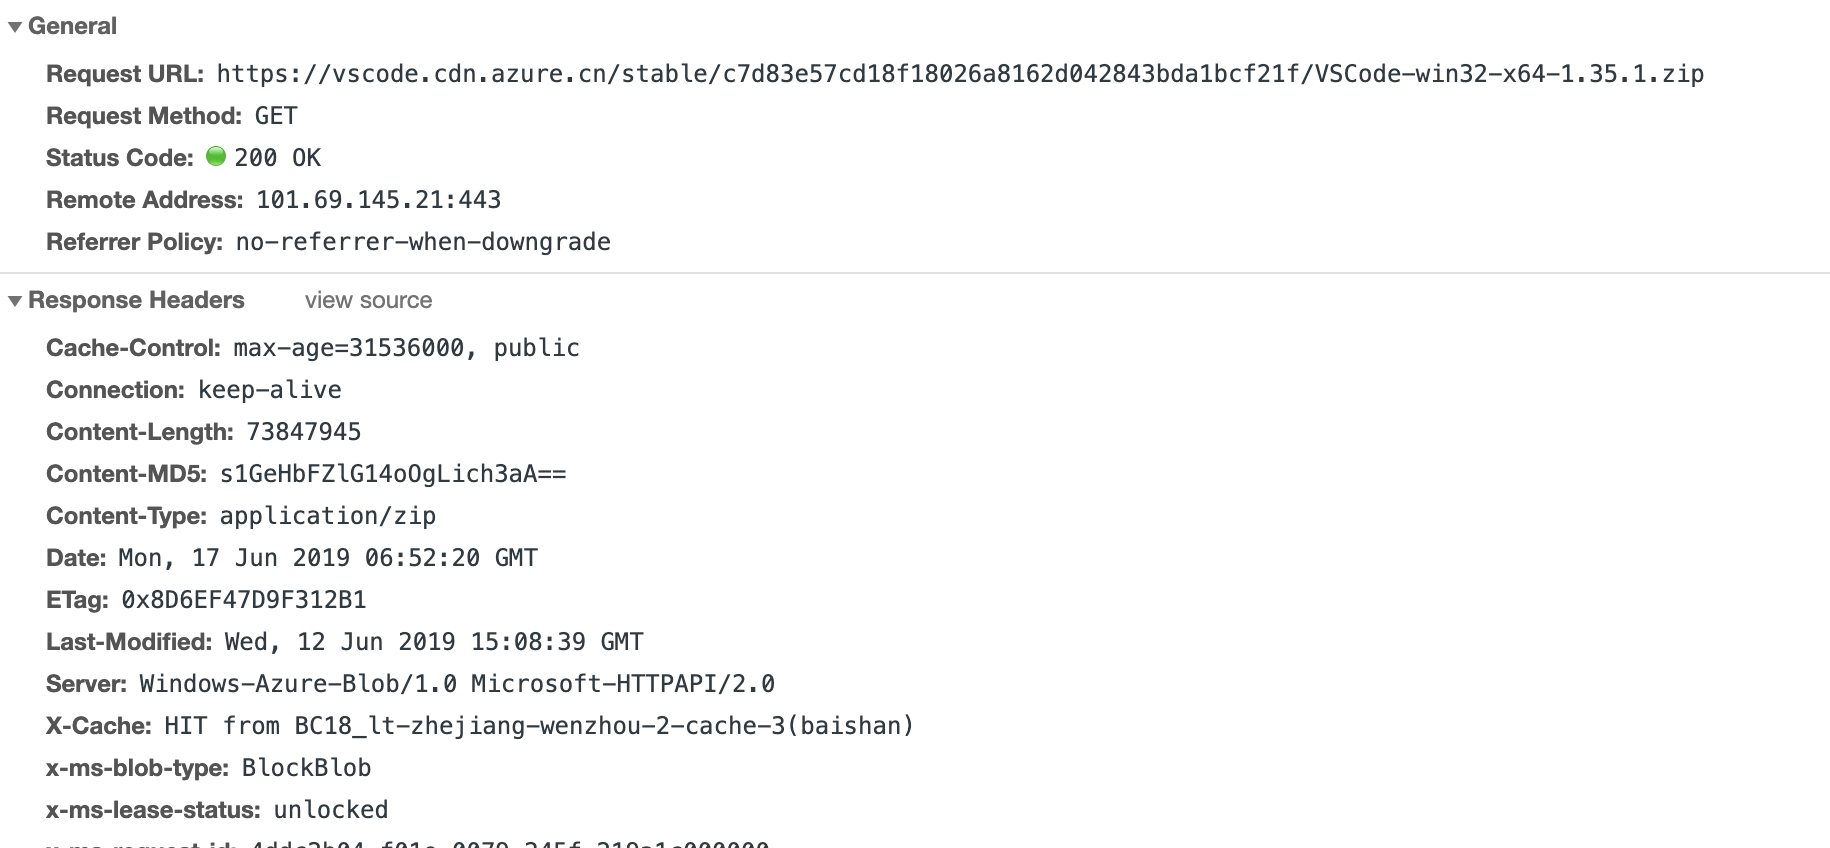 General
Request URL: https://vscode.cdn.azure.cn/stable/c7d83e57cd18f18026a8162d042843bda1bcf21f/VSCode-win32-x64-1.35.1.zip
Request Method: GET
Status Code: 200 OK
Remote Address: 101.69.145.21:443
Referrer Policy: no-referrer-when-downgrade
Response Headers view source
Cache-Control: max-age=31536000, public
Connection: keep-alive
Content-Length: 73847945
Content-MD5: s1GeHbFZlG14oOgLich3aA==
Content-Type: application/zip
Date: Mon, 17 Jun 2019 06:52:20 GMT
ETag: 0x8D6EF47D9F312B1
Last-Modified: Wed, 12 Jun 2019 15:08:39 GMT
Server: Windows-Azure-Blob/1.0 Microsoft-HTTPAPI/2.0
X-Cache: HIT from BC18_lt-zhejiang-wenzhou-2-cache-3(baishan)
x-ms-blob-type: BlockBlob
x-ms-lease-status: unlocked
x-ms-request-id: